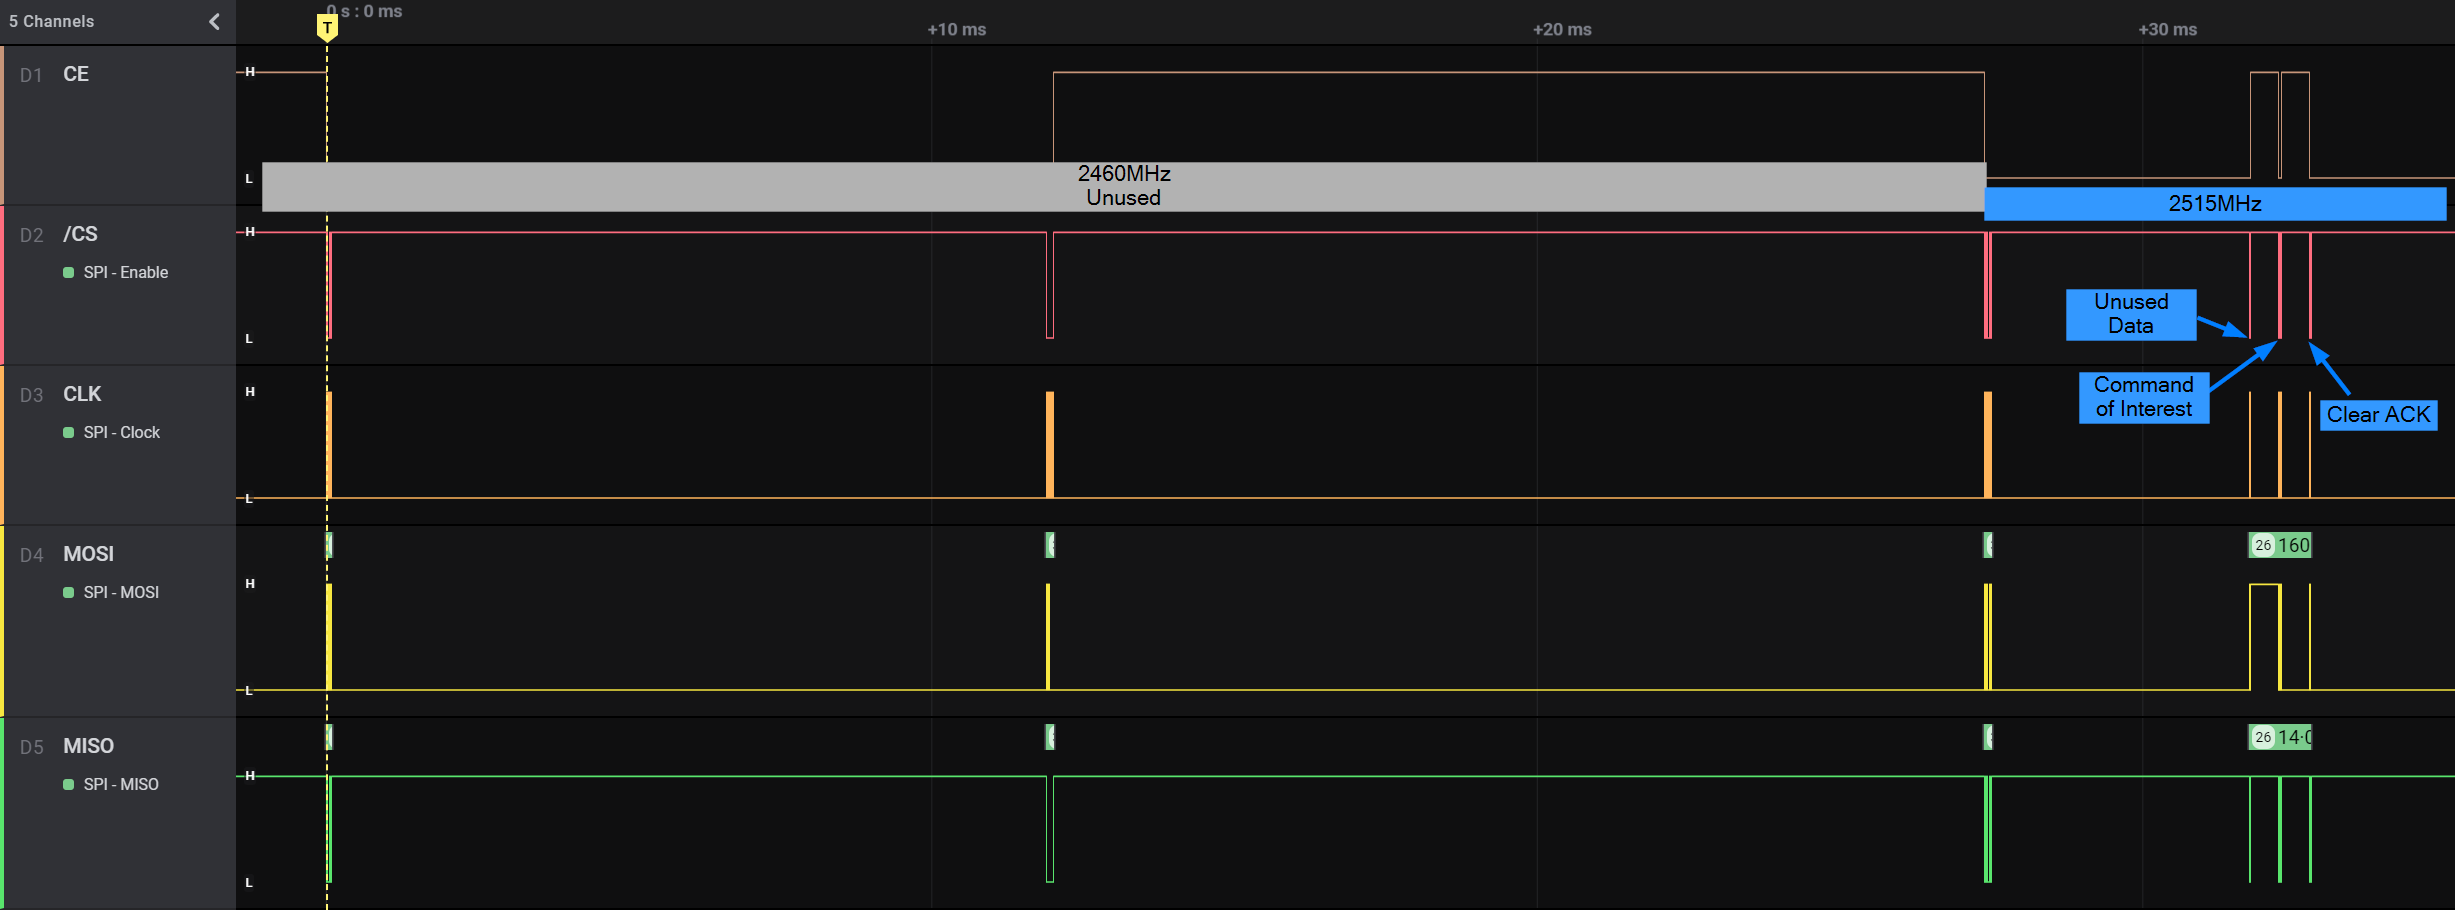 5 Channels
0 s : 0 ms
T
+10 ms
+20 ms
+30 ms
D1 CE
H
L
2460MHz
Unused
2515MHz
D2 /CS
SPI - Enable
H
L
Unused
Data
Command
of Interest
Clear ACK
D3 CLK
SPI - Clock
H
L
D4 MOSI
SPI - MOSI
26 160
H
L
D5 MISO
SPI - MISO
26 14·0
H
L